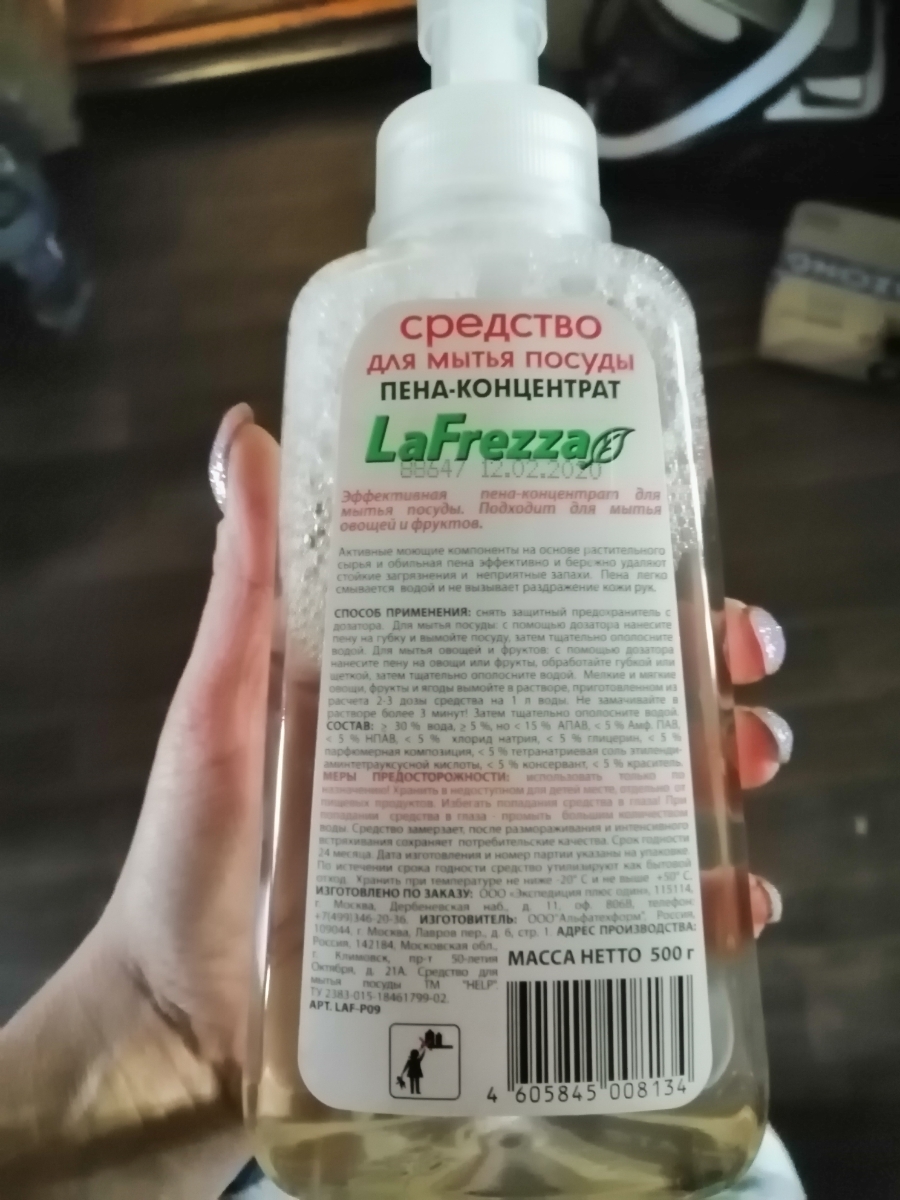 средство
для мытья посуды
ПЕНА-КОНЦЕНТРАТ
LaFrezza
88647 12.02.2020
Эффективная пена-концентрат для
мытья посуды. Подходит для мытья
овощей и фруктов.
Активные моющие компоненты на основе растительного
сырья и обильная пена эффективно и бережно удаляют
стойкие загрязнения и неприятные запахи. Пена легко
смывается водой и не вызывает раздражение кожи рук.
СПОСОБ ПРИМЕНЕНИЯ: снять защитный предохранитель с
дозатора. Для мытья посуды: с помощью дозатора нанесите
пену на губку и вымойте посуду, затем тщательно ополосните
водой. Для мытья овощей и фруктов: с помощью дозатора
нанесите пену на овощи или фрукты, обработайте губкой или
щеткой, затем тщательно ополосните водой. Мелкие и мягкие
овощи, фрукты и ягоды вымойте в растворе, приготовленном из
расчета 2-3 дозы средства на 1 л воды. Не замачивайте в
растворе более 3 минут! Затем тщательно ополосните водой.
СОСТАВ: ≥ 30 % вода, ≥ 5 %, но < 15 % АПАВ, < 5 % Амф. ПАВ,
< 5 % НПАВ, < 5 % хлорид натрия, < 5 % глицерин, < 5 %
парфюмерная композиция, < 5 % тетранатриевая соль этиленди-
аминтетрауксусной кислоты, < 5 % консервант, < 5 % краситель.
МЕРЫ ПРЕДОСТОРОЖНОСТИ: использовать только по
назначению! Хранить в недоступном для детей месте, отдельно от
пищевых продуктов. Избегать попадания средства в глаза! При
попадании средства в глаза - промыть большим количеством
воды. Средство замерзает, после размораживания и интенсивного
встряхивания сохраняет потребительские качества. Срок годности
24 месяца. Дата изготовления и номер партии указаны на упаковке.
По истечении срока годности средство утилизируют как бытовой
отход. Хранить при температуре не ниже -20° С и не выше +50° С.
ИЗГОТОВЛЕНО ПО ЗАКАЗУ: ООО «Экспедиция плюс один", 115114,
г. Москва, Дербеневская наб., д. 11, оф. 806В, телефон:
+7(499)346-20-36. ИЗГОТОВИТЕЛЬ: ООО"Альфатехформ", Россия,
109044, г. Москва, Лавров пер., д. 6, стр. 1. АДРЕС ПРОИЗВОДСТВА:
Россия, 142184, Московская обл.,
г. Климовск, пр-т 50-летия
Октября, д. 21А. Средство для
мытья посуды ТМ "HELP".
ТУ 2383-015-18461799-02.
АРТ. LAF-P09
МАССА НЕТТО 500 г
4 605845 008134